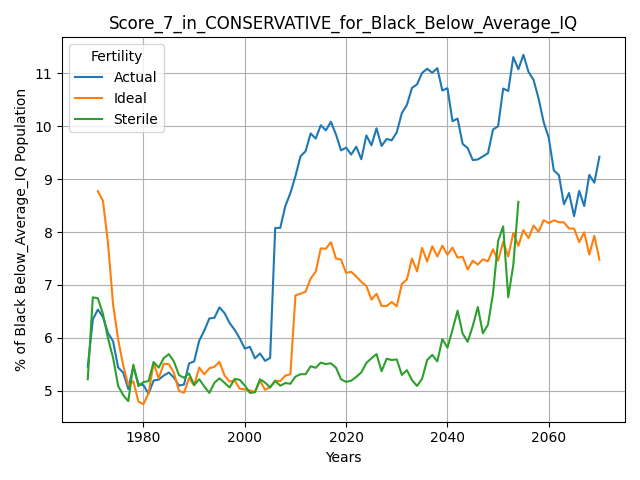 Score_7_in_CONSERVATIVE_for_Black_Below_Average_IQ
Fertility
Actual
Ideal
Sterile
% of Black Below_Average_IQ Population
11
10
9
8
7
6
5
1980
2000
2020
2040
2060
Years